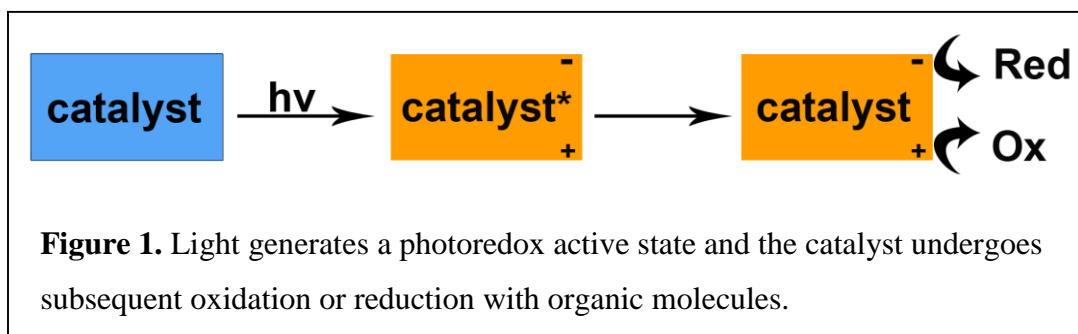 - Red
catalyst hv catalyst* catalyst
-
+ + Ox
Figure 1. Light generates a photoredox active state and the catalyst undergoes
subsequent oxidation or reduction with organic molecules.